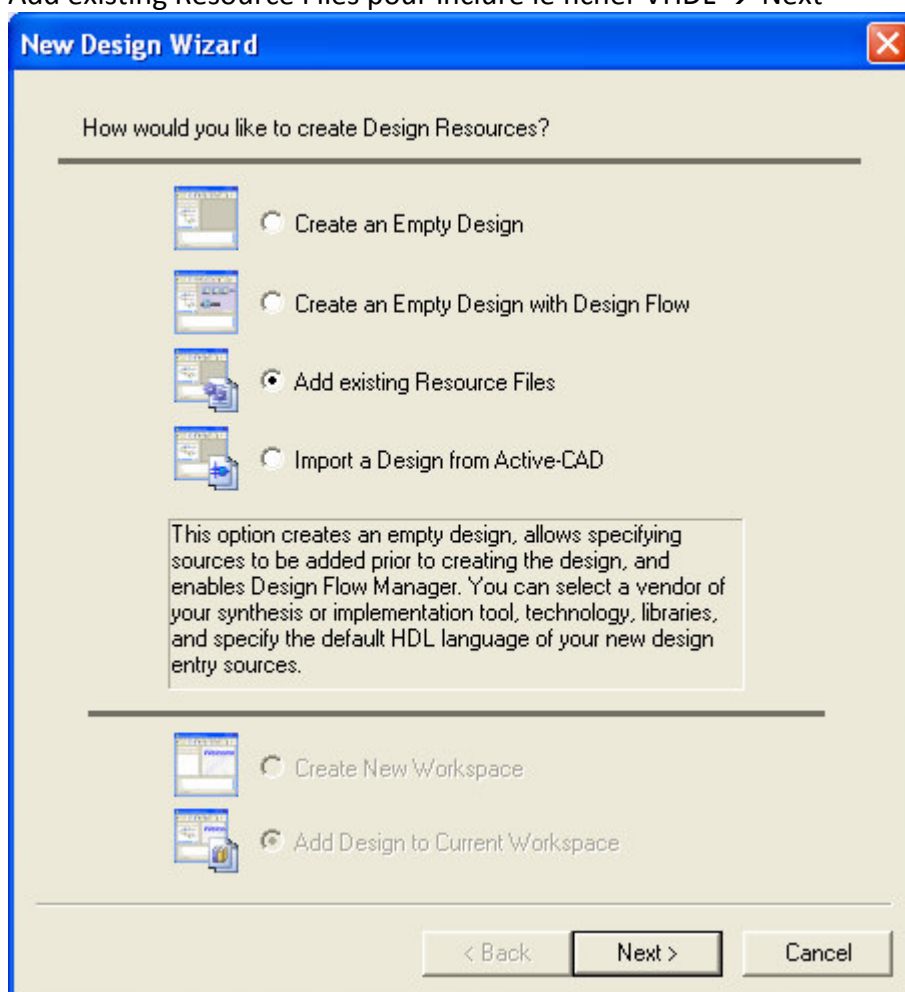 Add existing Resource Files pour inclure le fichier VHDL → Next
New Design Wizard
How would you like to create Design Resources?
Create an Empty Design
Create an Empty Design with Design Flow
Add existing Resource Files
Import a Design from Active-CAD
This option creates an empty design, allows specifying
sources to be added prior to creating the design, and
enables Design Flow Manager. You can select a vendor of
your synthesis or implementation tool, technology, libraries,
and specify the default HDL language of your new design
entry sources.
Create New Workspace
Add Design to Current Workspace
< Back
Next >
Cancel